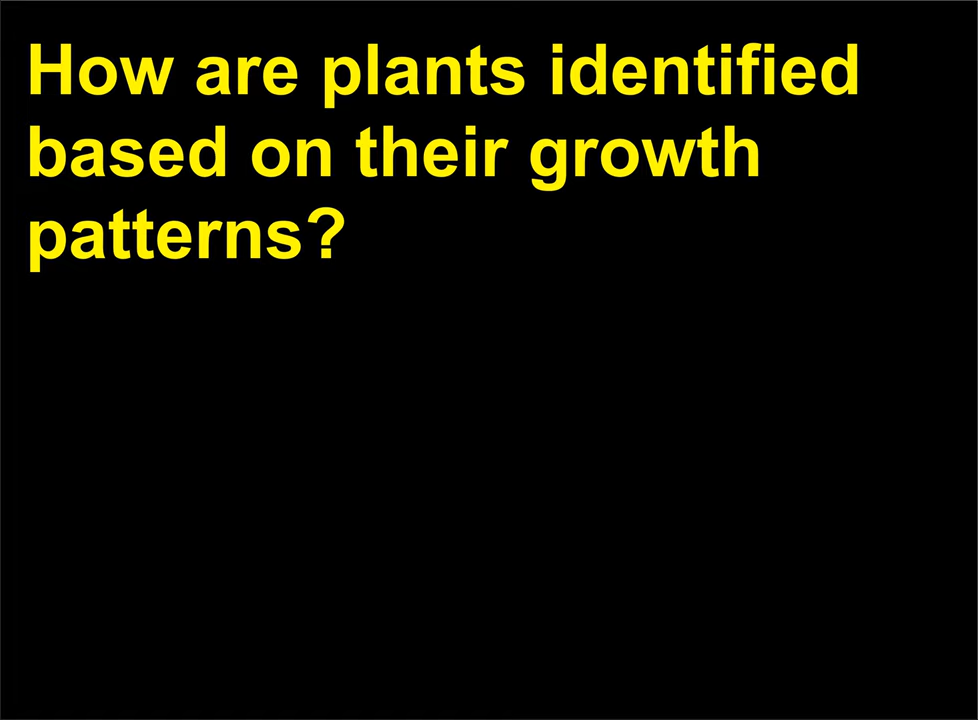 How are plants identified
based on their growth
patterns?